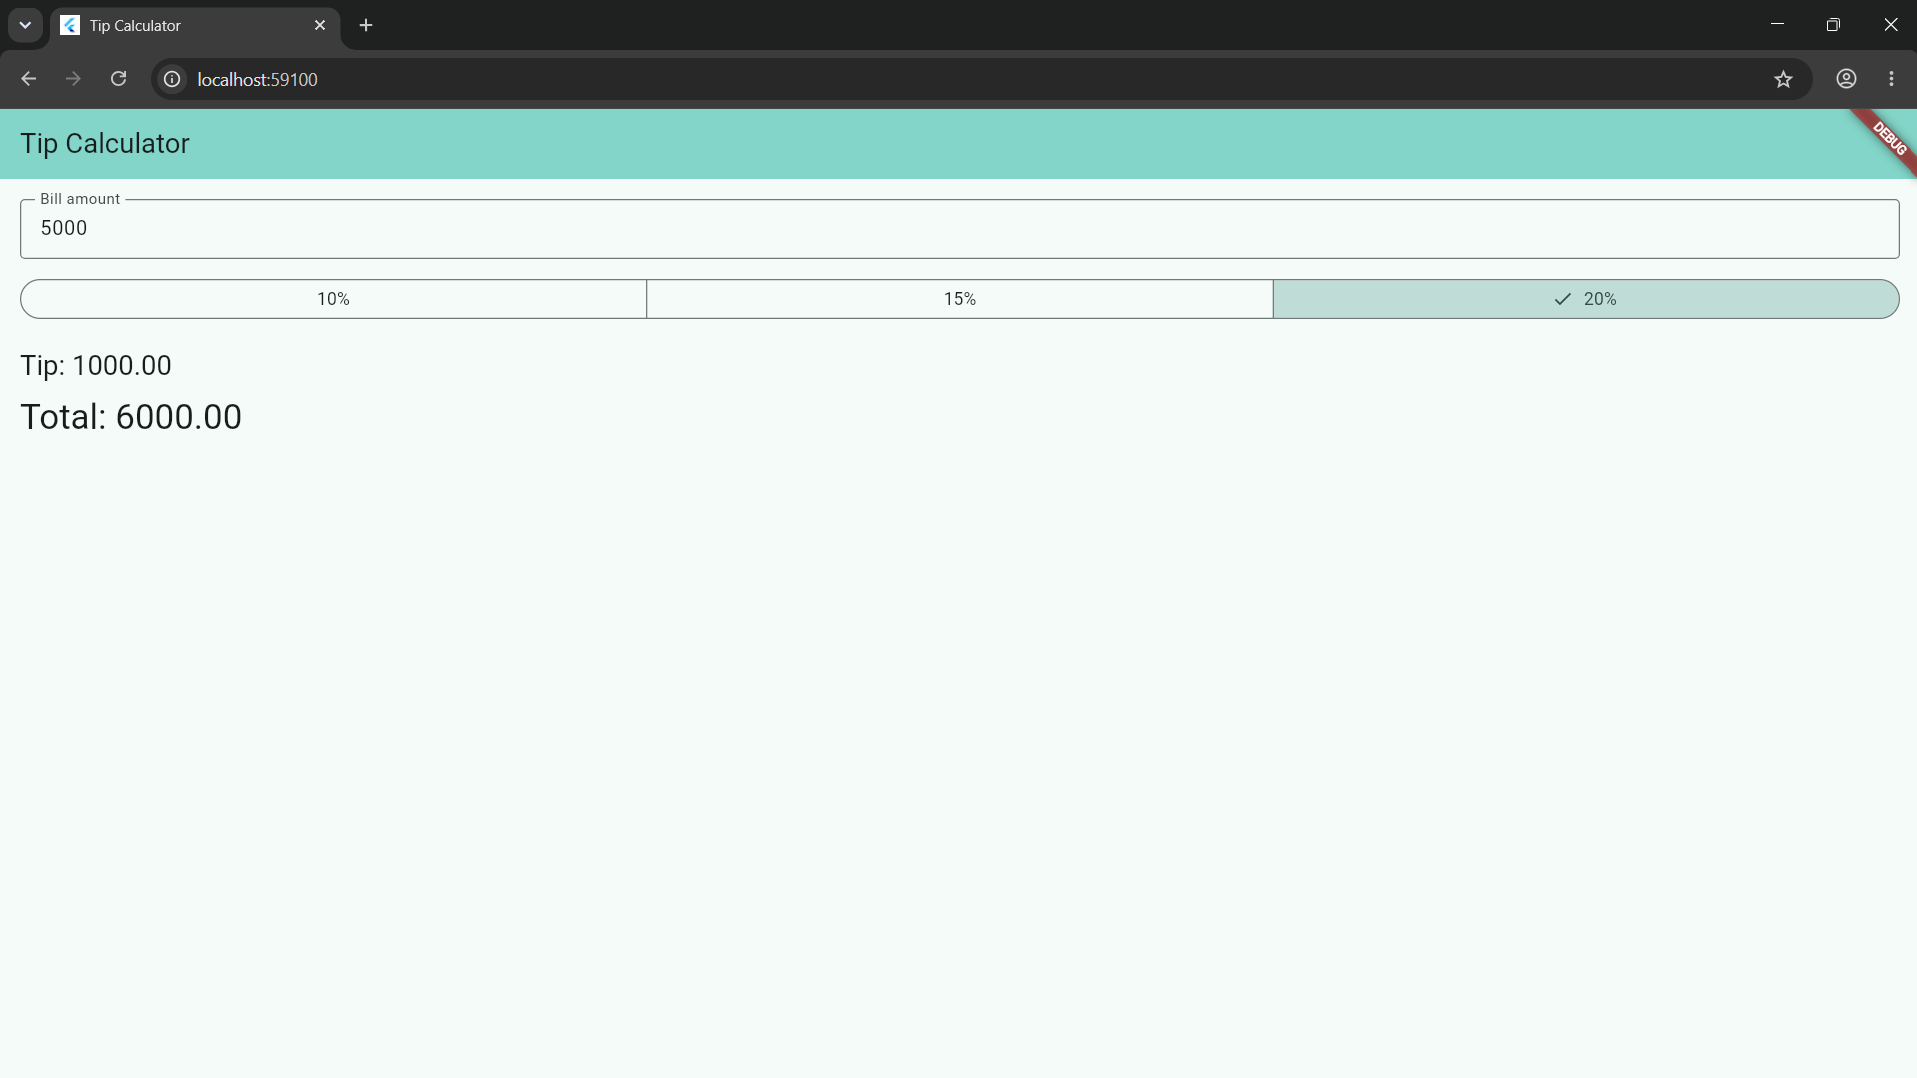 Tip Calculator
localhost:59100
Tip Calculator
DEBUG
Bill amount
5000
10% 15% 20%
Tip: 1000.00
Total: 6000.00